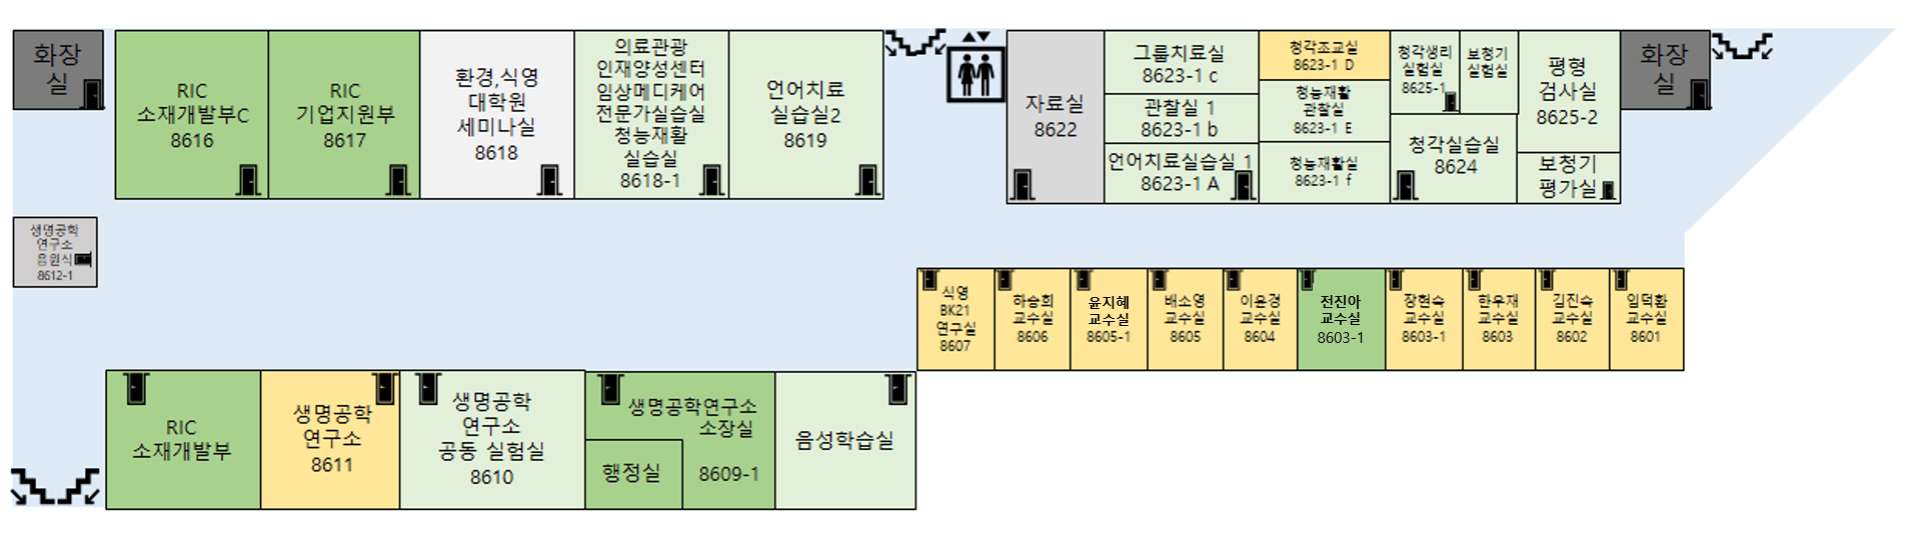 화장
실
RIC
소재개발부C
8616
RIC
기업지원부
8617
환경,식영
대학원
세미나실
8618
의료관광
인재양성센터
임상메디케어
전문가실습실
청능재활
실습실
8618-1
언어치료
실습실2
8619
자료실
8622
그룹치료실
8623-1 c
관찰실 1
8623-1 b
언어치료실습실 1
8623-1 A
청각조교실
8623-1 D
청능재활
관찰실
8623-1 E
청능재활실
8623-1 f
청각생리
실험실
8625-1
보청기
실험실
청각실습실
8624
평형
검사실
8625-2
보청기
평가실
화장
실
생명공학
연구소
8612-1
식영
BK21
연구실
8607
하승희
교수실
8606
윤지혜
교수실
8605-1
배소영
교수실
8605
이윤경
교수실
8604
전진아
교수실
8603-1
장현숙
교수실
8603-1
한우재
교수실
8603
김진숙
교수실
8602
임덕환
교수실
8601
RIC
소재개발부
생명공학
연구소
8611
생명공학
연구소
공동 실험실
8610
생명공학연구소
소장실
8609-1
행정실
음성학습실